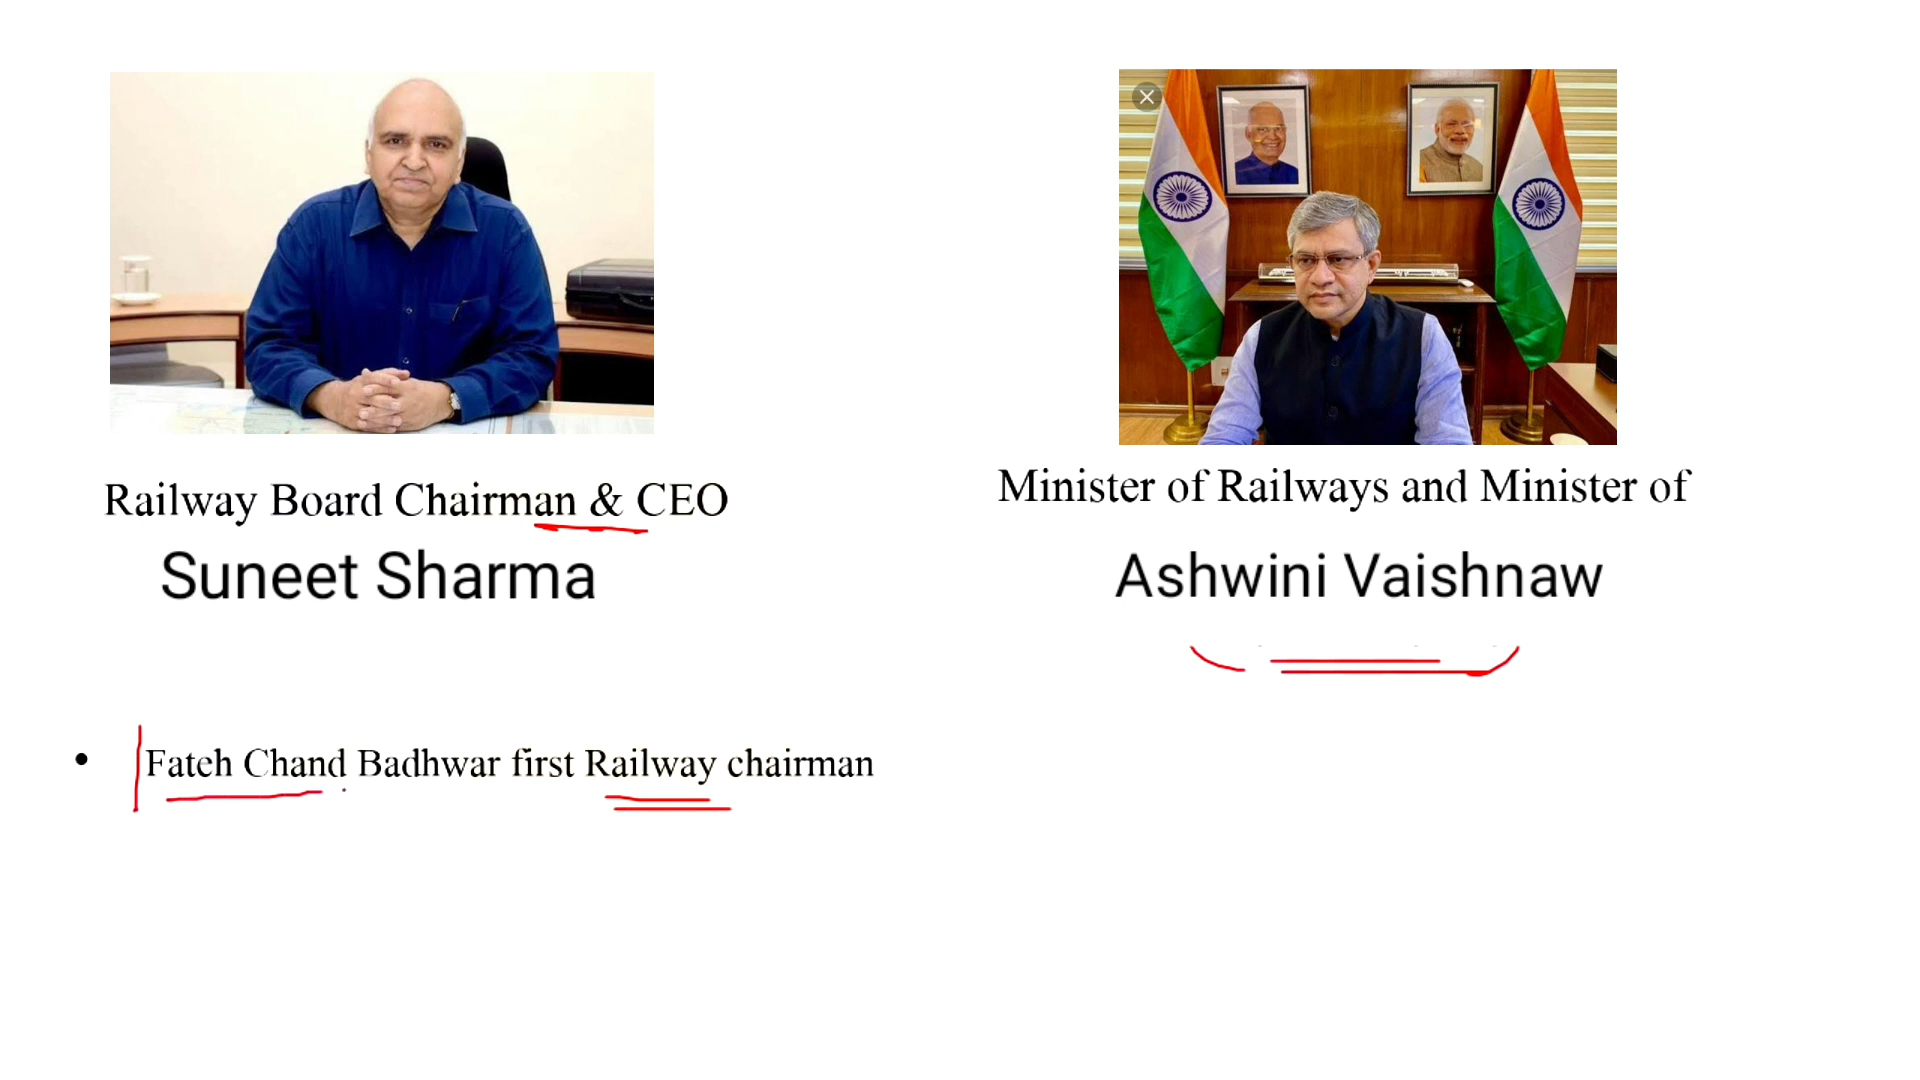 Railway Board Chairman & CEO
Suneet Sharma
Minister of Railways and Minister of
Ashwini Vaishnaw
• Fateh Chand Badhwar first Railway chairman